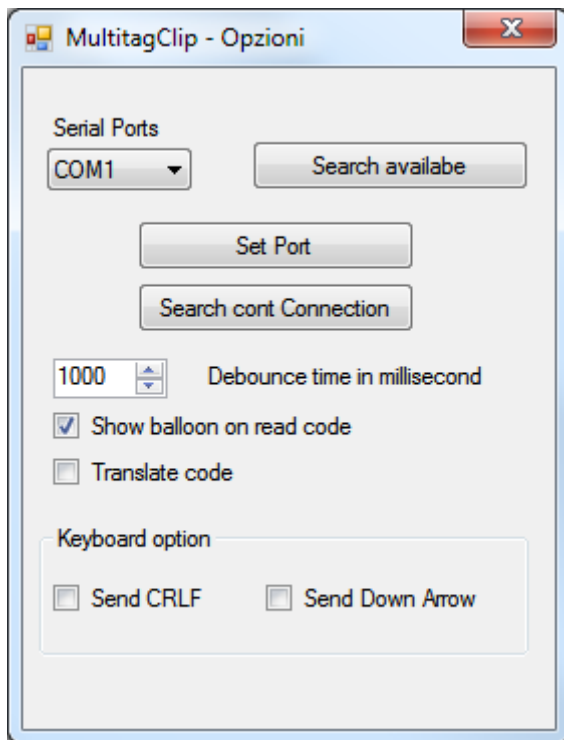 MultitagClip - Opzioni
Serial Ports
COM1
Search availabe
Set Port
Search cont Connection
1000 Debounce time in millisecond
Show balloon on read code
Translate code
Keyboard option
Send CRLF Send Down Arrow